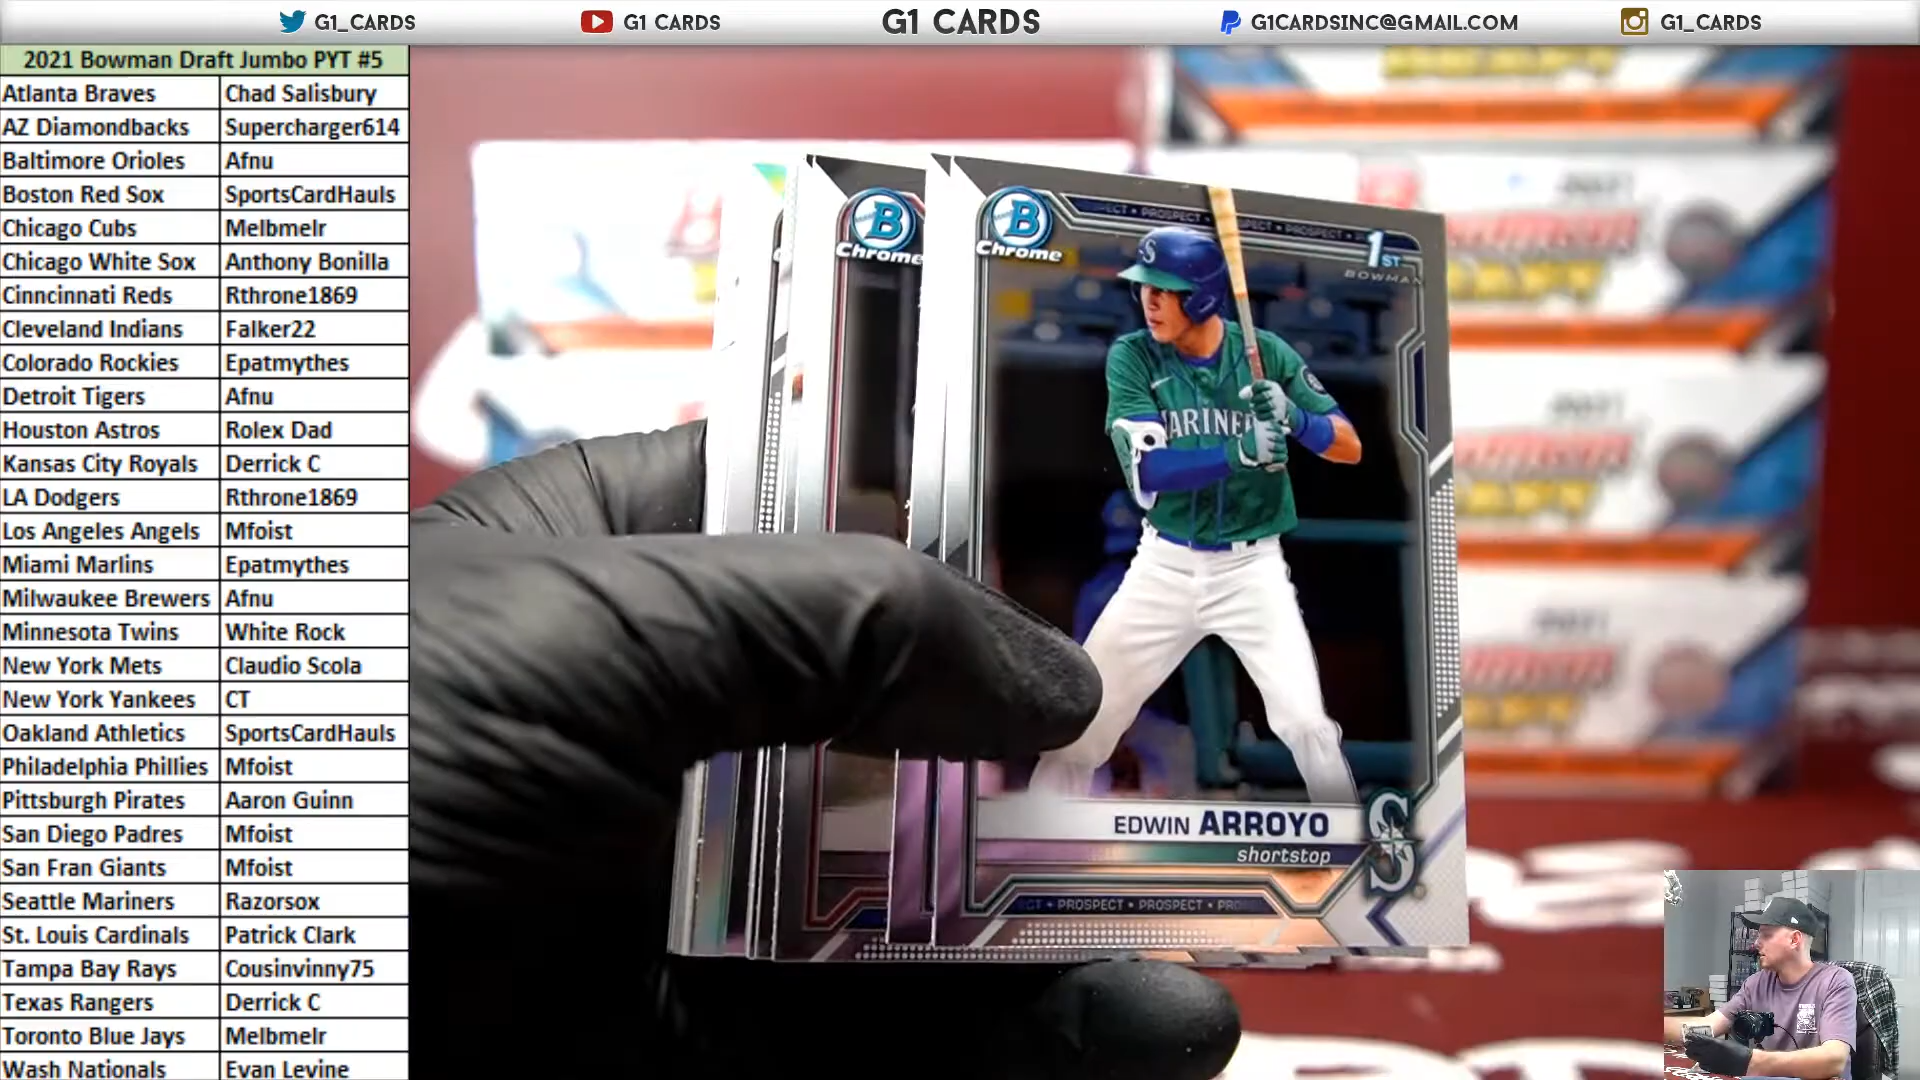 G1_CARDS
G1 CARDS
G1 CARDS
G1CARDSINC@GMAIL.COM
G1_CARDS
2021 Bowman Draft Jumbo PYT #5
Atlanta Braves Chad Salisbury
AZ Diamondbacks Supercharger614
Baltimore Orioles Afnu
Boston Red Sox SportsCardHauls
Chicago Cubs Melbmelr
Chicago White Sox Anthony Bonilla
Cinncinnati Reds Rthrone1869
Cleveland Indians Falker22
Colorado Rockies Epatmythes
Detroit Tigers Afnu
Houston Astros Rolex Dad
Kansas City Royals Derrick C
LA Dodgers Rthrone1869
Los Angeles Angels Mfoist
Miami Marlins Epatmythes
Milwaukee Brewers Afnu
Minnesota Twins White Rock
New York Mets Claudio Scola
New York Yankees CT
Oakland Athletics SportsCardHauls
Philadelphia Phillies Mfoist
Pittsburgh Pirates Aaron Guinn
San Diego Padres Mfoist
San Fran Giants Mfoist
Seattle Mariners Razorsox
St. Louis Cardinals Patrick Clark
Tampa Bay Rays Cousinvinny75
Texas Rangers Derrick C
Toronto Blue Jays Melbmelr
Wash Nationals Evan Levine
B
Chrome
B
Chrome
PROSPECT • PROSPECT
1ST
BOWMAN
S
MARINE
EDWIN ARROYO
shortstop
S
PROSPECT • PROSPECT • PRO